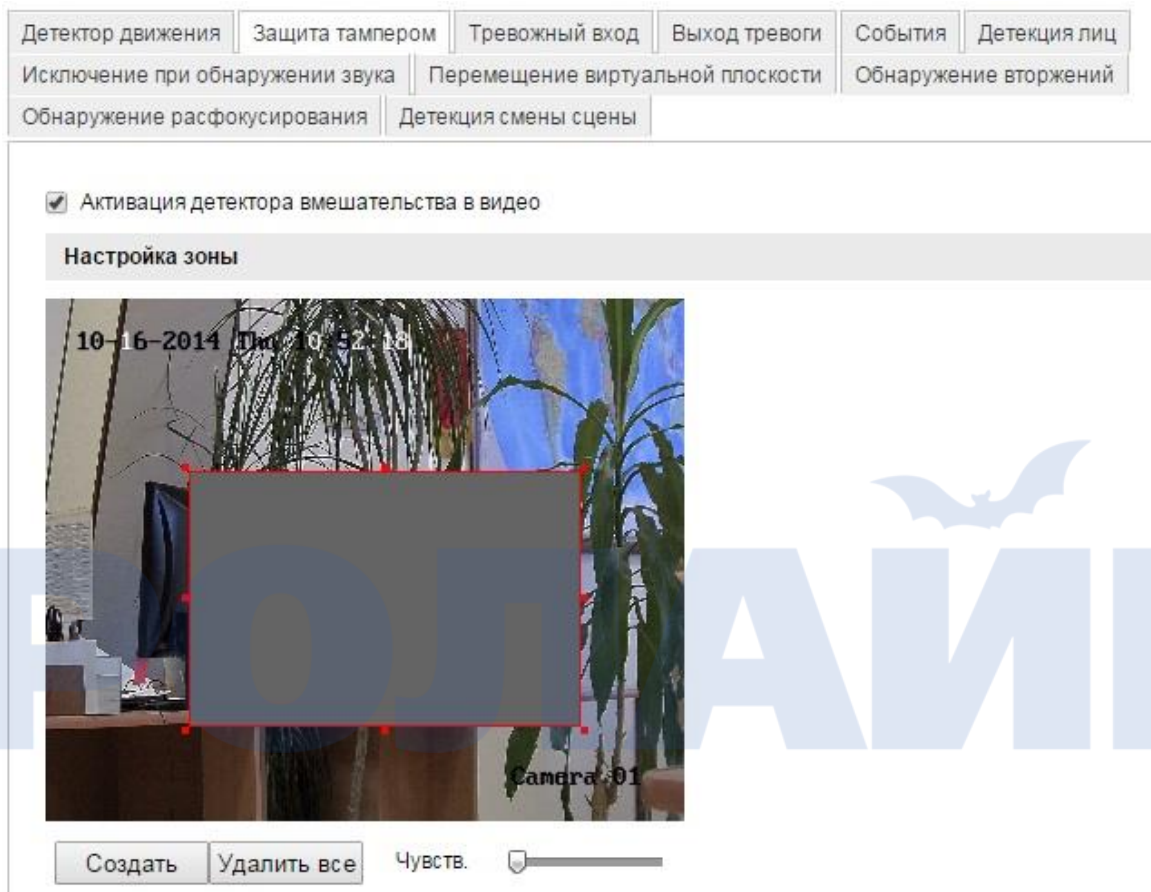 Детектор движения Защита тампером Тревожный вход Выход тревоги События Детекция лиц
Исключение при обнаружении звука Перемещение виртуальной плоскости Обнаружение вторжений
Обнаружение расфокусирования Детекция смены сцены
Активация детектора вмешательства в видео
Настройка зоны
10-16-2014 Thu 10:52:18
Camera 01
Создать Удалить все Чувств.